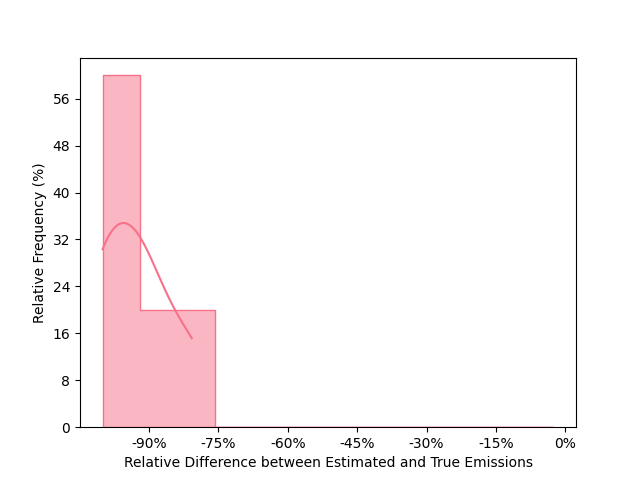 Relative Frequency (%)
56
48
40
32
24
16
8
0
-90% -75% -60% -45% -30% -15% 0%
Relative Difference between Estimated and True Emissions